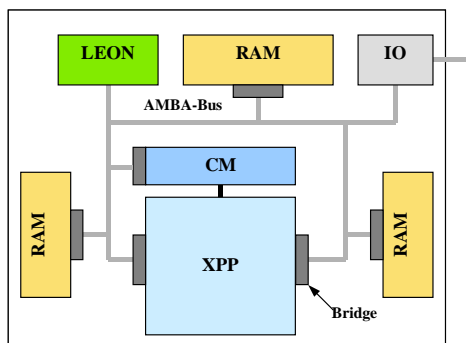 LEON
RAM
IO
AMBA-Bus
CM
RAM
XPP
RAM
Bridge